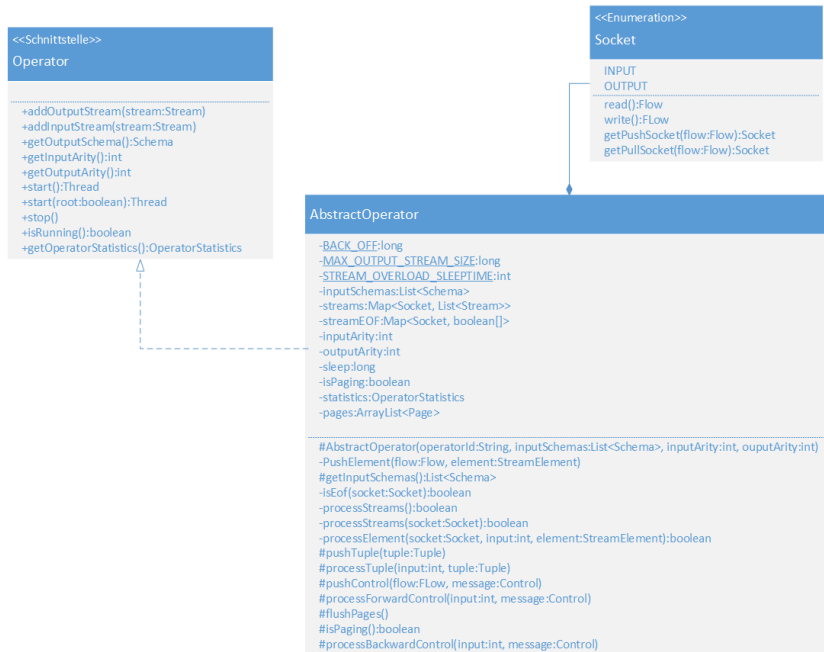 <<Schnittstelle>>
Operator
+addOutputStream(stream:Stream)
+addInputStream(stream:Stream)
+getOutputSchema():Schema
+getInputArity():int
+getOutputArity():int
+start():Thread
+start(root:boolean):Thread
+stop()
+isRunning():boolean
+getOperatorStatistics():OperatorStatistics
<<Enumeration>>
Socket
INPUT
OUTPUT
read():Flow
write():FLow
getPushSocket(flow:Flow):Socket
getPullSocket(flow:Flow):Socket
AbstractOperator
-BACK_OFF:long
-MAX_OUTPUT_STREAM_SIZE:long
-STREAM_OVERLOAD_SLEEPTIME:int
-inputSchemas:List<Schema>
-streams:Map<Socket, List<Stream>>
-streamEOF:Map<Socket, boolean[]>
-inputArity:int
-outputArity:int
-sleep:long
-isPaging:boolean
-statistics:OperatorStatistics
-pages:ArrayList<Page>
#AbstractOperator(operatorId:String, inputSchemas:List<Schema>, inputArity:int, ouputArity:int)
-PushElement(flow:Flow, element:StreamElement)
#getInputSchemas():List<Schema>
-isEof(socket:Socket):boolean
-processStreams():boolean
-processStreams(socket:Socket):boolean
-processElement(socket:Socket, input:int, element:StreamElement):boolean
#pushTuple(tuple:Tuple)
#processTuple(input:int, tuple:Tuple)
#pushControl(flow:FLow, message:Control)
#processForwardControl(input:int, message:Control)
#flushPages()
#isPaging():boolean
#processBackwardControl(input:int, message:Control)